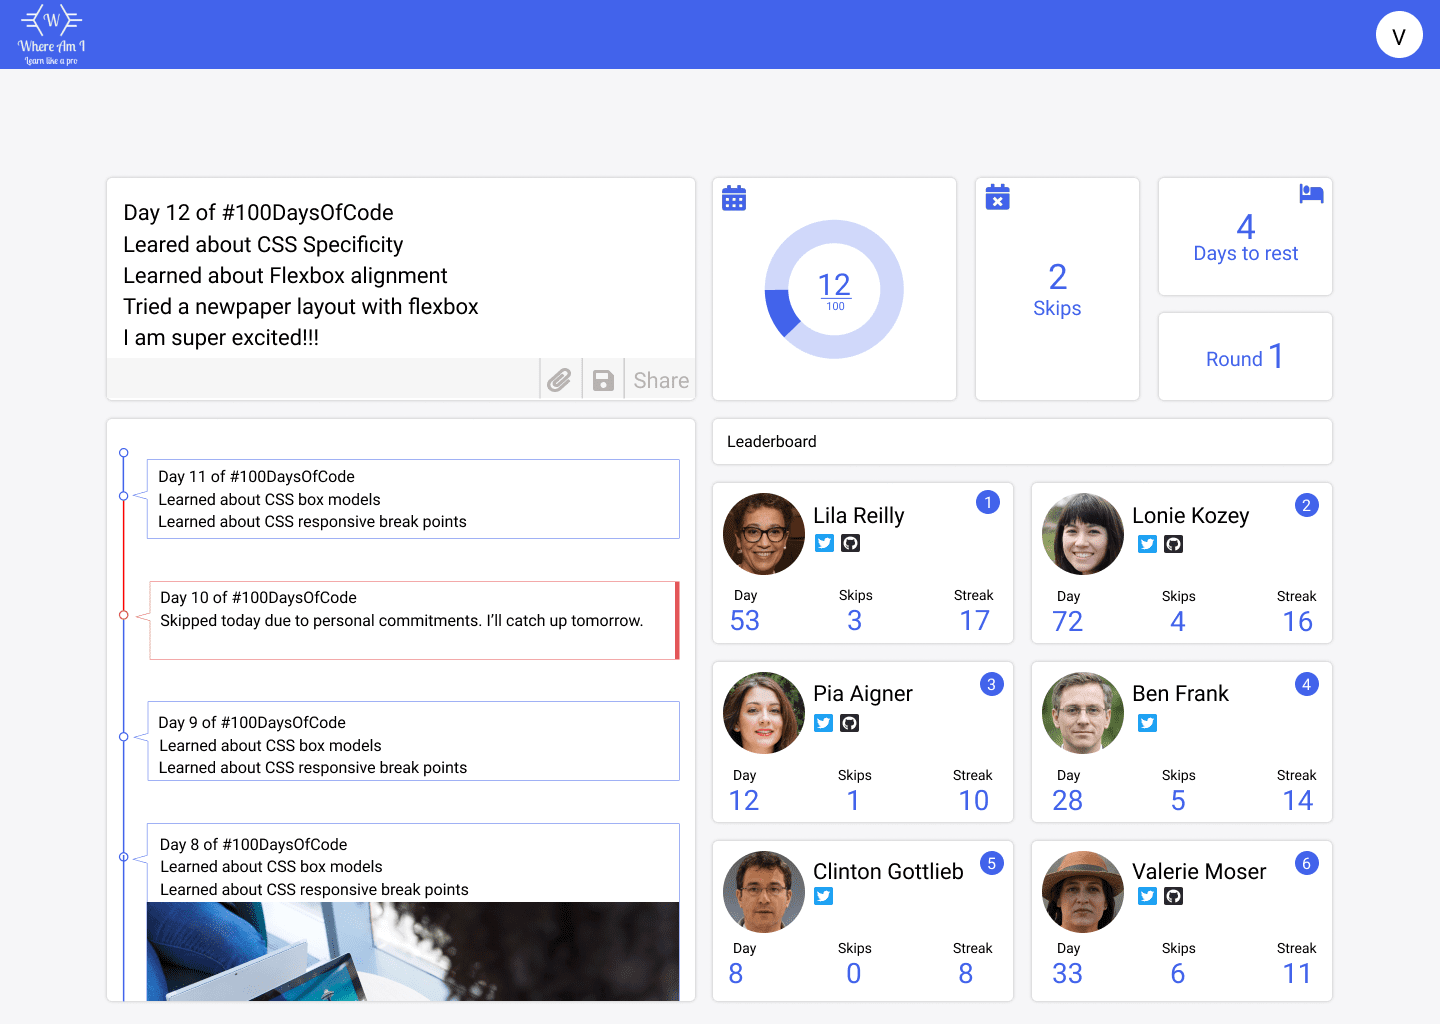 W
Where Am I
Learn like a pro
V
Day 12 of #100DaysOfCode
Leared about CSS Specificity
Learned about Flexbox alignment
Tried a newpaper layout with flexbox
I am super excited!!!
Share
12
100
2
Skips
4
Days to rest
Round 1
Day 11 of #100DaysOfCode
Learned about CSS box models
Learned about CSS responsive break points
Day 10 of #100DaysOfCode
Skipped today due to personal commitments. I’ll catch up tomorrow.
Day 9 of #100DaysOfCode
Learned about CSS box models
Learned about CSS responsive break points
Day 8 of #100DaysOfCode
Learned about CSS box models
Learned about CSS responsive break points
Leaderboard
Lila Reilly 1
Day Skips Streak
53 3 17
Lonie Kozey 2
Day Skips Streak
72 4 16
Pia Aigner 3
Day Skips Streak
12 1 10
Ben Frank 4
Day Skips Streak
28 5 14
Clinton Gottlieb 5
Day Skips Streak
8 0 8
Valerie Moser 6
Day Skips Streak
33 6 11